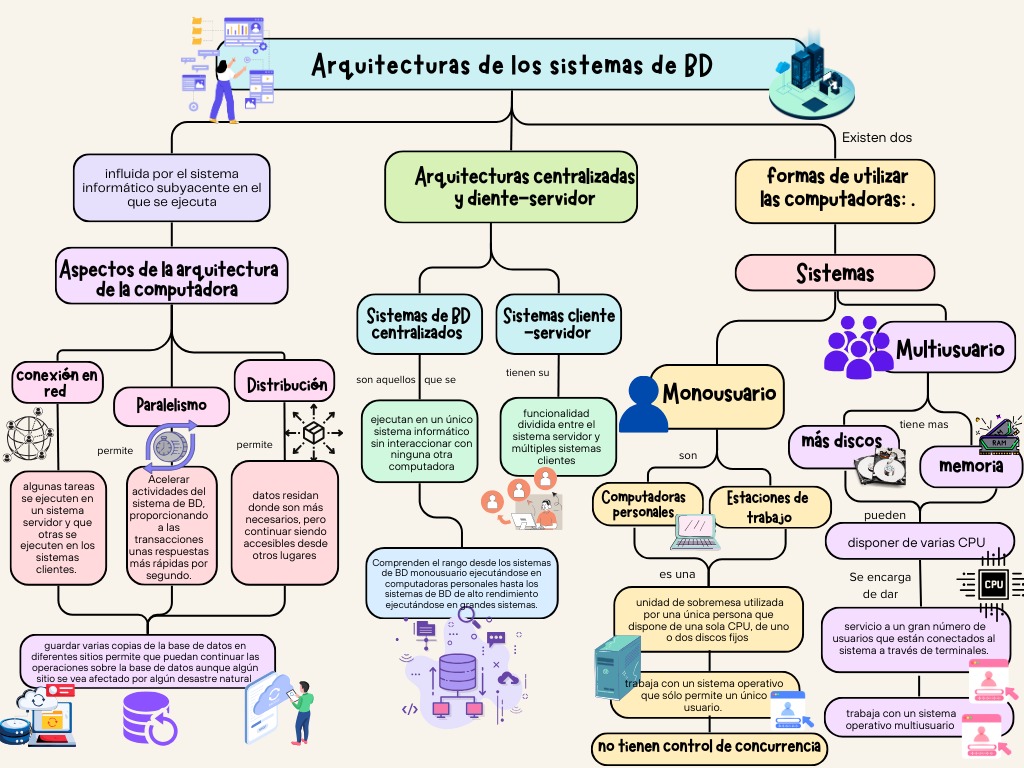 Arquitecturas de los sistemas de BD
influida por el sistema
informático subyacente en el
que se ejecuta
Aspectos de la arquitectura
de la computadora
conexión en
red
Paralelismo
Distribución
permite
permite
algunas tareas
se ejecuten en
un sistema
servidor y que
otras se
ejecuten en los
sistemas
clientes.
Acelerar
actividades del
sistema de BD,
proporcionando
a las
transacciones
unas respuestas
más rápidas por
segundo.
datos residan
donde son más
necesarios, pero
continuar siendo
accesibles desde
otros lugares
guardar varias copias de la base de datos en
diferentes sitios permite que puedan continuar las
operaciones sobre la base de datos aunque algún
sitio se vea afectado por algún desastre natural
Arquitecturas centralizadas
y diente-servidor
Sistemas de BD
centralizados
Sistemas cliente
-servidor
son aquellos que se
tienen su
ejecutan en un único
sistema informático
sin interaccionar con
ninguna otra
computadora
funcionalidad
dividida entre el
sistema servidor y
múltiples sistemas
clientes
Comprenden el rango desde los sistemas
de BD monousuario ejecutándose en
computadoras personales hasta los
sistemas de BD de alto rendimiento
ejecutándose en grandes sistemas.
</>
Existen dos
formas de utilizar
las computadoras: .
Sistemas
Monousuario
Multiusuario
son
Computadoras
personales
Estaciones de
trabajo
es una
unidad de sobremesa utilizada
por una única persona que
dispone de una sola CPU, de uno
o dos discos fijos
trabaja con un sistema operativo
que sólo permite un único
usuario.
no tienen control de concurrencia
tiene mas
más discos
memoria
RAM
pueden
disponer de varias CPU
CPU
Se encarga
de dar
servicio a un gran número de
usuarios que están conectados al
sistema a través de terminales.
trabaja con un sistema
operativo multiusuario